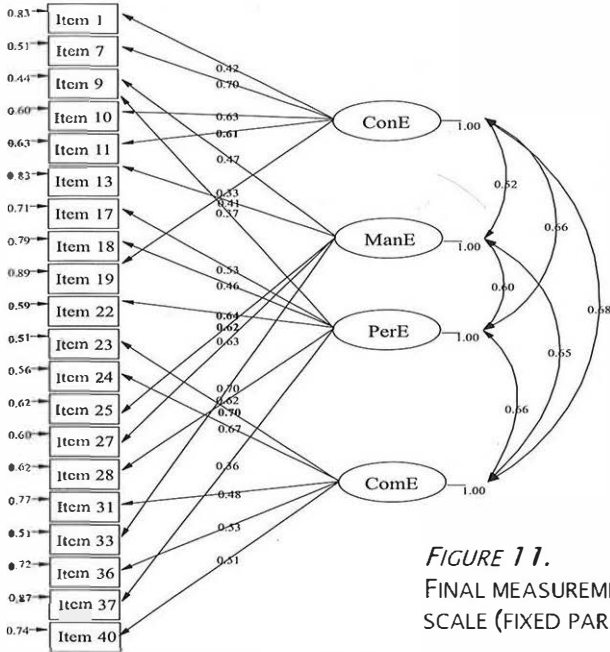 0.83 Item 1
0.51 Item 7
0.44 Item 9
0.60 Item 10
0.63 Item 11
0.83 Item 13
0.71 Item 17
0.79 Item 18
0.89 Item 19
0.59 Item 22
0.51 Item 23
0.56 Item 24
0.62 Item 25
0.60 Item 27
0.62 Item 28
0.77 Item 31
0.51 Item 33
0.72 Item 36
0.87 Item 37
0.74 Item 40
0.42
0.70
0.63
0.61
0.47
0.33
0.41
0.37
0.53
0.46
0.64
0.62
0.63
0.70
0.62
0.70
0.67
0.36
0.48
0.53
0.51
ConE 1.00
ManE 1.00
PerE 1.00
ComE 1.00
0.52
0.66
0.60
0.68
0.65
0.66
FIGURE 11.
FINAL MEASUREME
SCALE (FIXED PAR